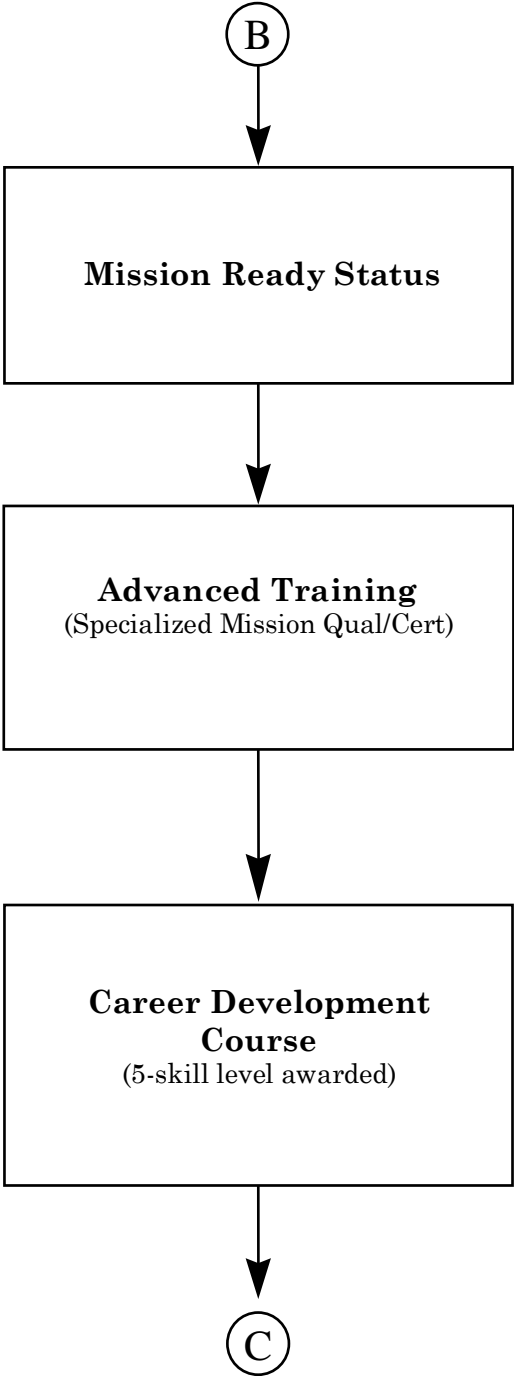 B
Mission Ready Status
Advanced Training
(Specialized Mission Qual/Cert)
Career Development
Course
(5-skill level awarded)
C